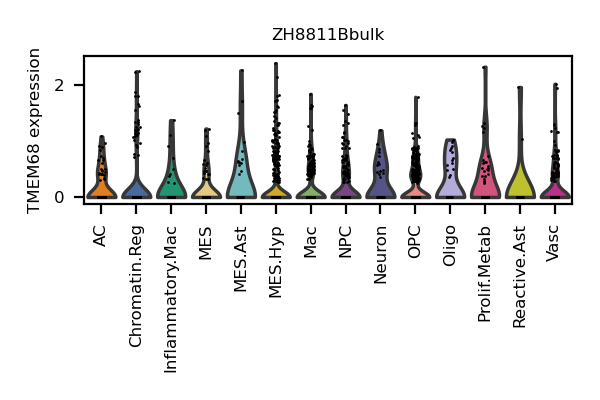 ZH8811Bbulk
TMEM68 expression
2
0
AC
Chromatin.Reg
Inflammatory.Mac
MES
MES.Ast
MES.Hyp
Mac
NPC
Neuron
OPC
Oligo
Prolif.Metab
Reactive.Ast
Vasc